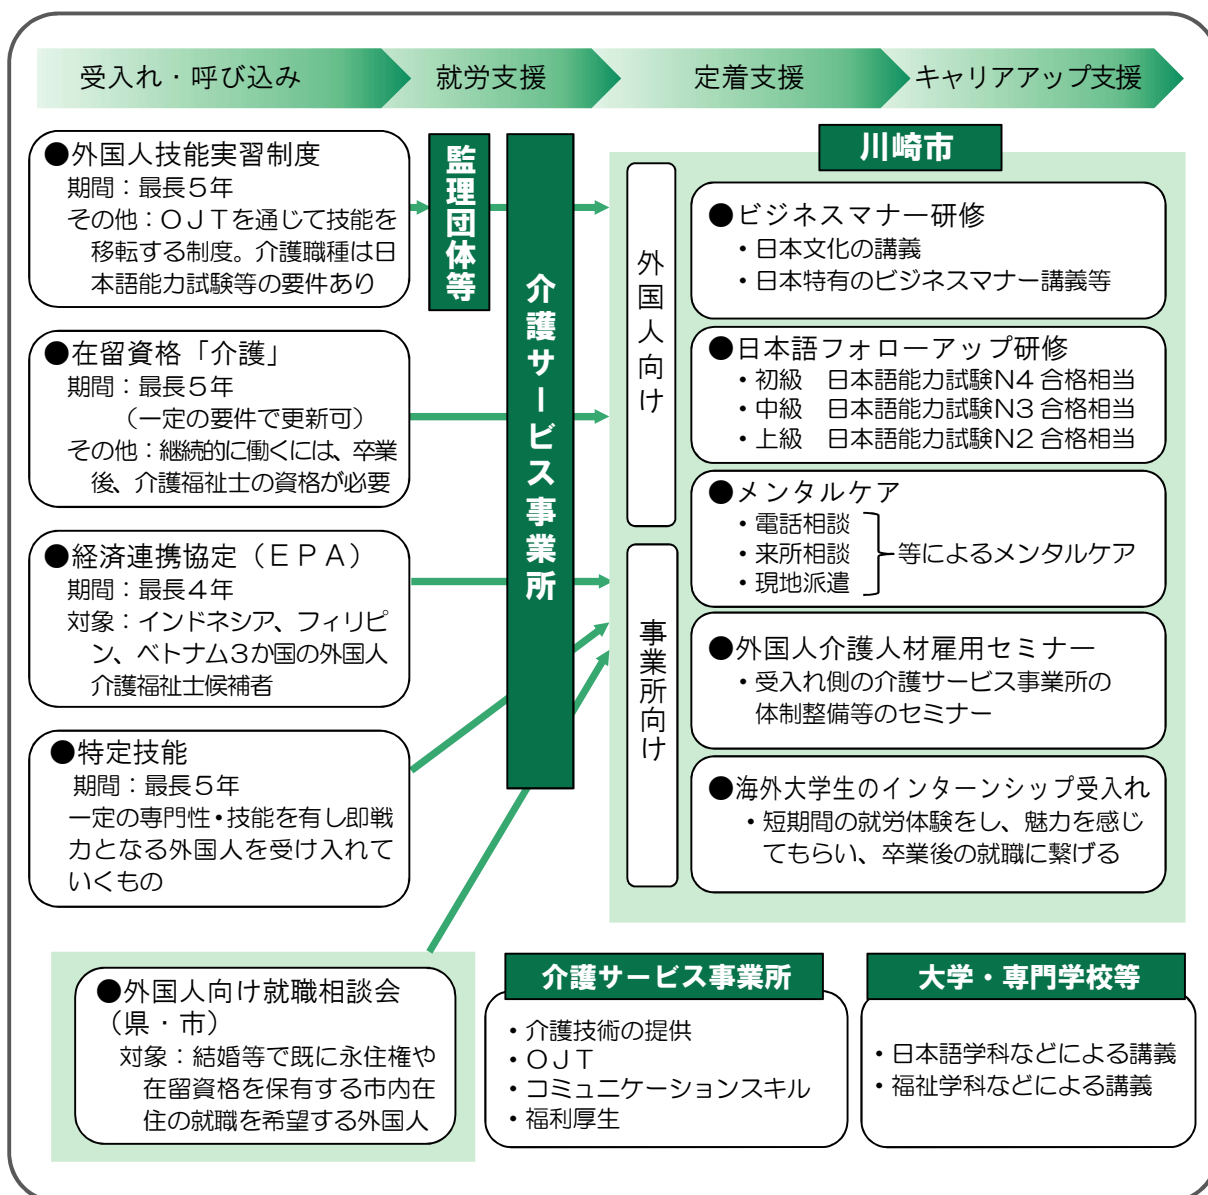 受入れ・呼び込み
就労支援
定着支援
キャリアアップ支援
●外国人技能実習制度
期間：最長５年
その他：ＯＪＴを通じて技能を
移転する制度。介護職種は日
本語能力試験等の要件あり
●在留資格「介護」
期間：最長５年
（一定の要件で更新可）
その他：継続的に働くには、卒業
後、介護福祉士の資格が必要
●経済連携協定（ＥＰＡ）
期間：最長４年
対象：インドネシア、フィリピ
ン、ベトナム３か国の外国人
介護福祉士候補者
●特定技能
期間：最長５年
一定の専門性・技能を有し即戦
力となる外国人を受け入れて
いくもの
●外国人向け就職相談会
（県・市）
対象：結婚等で既に永住権や
在留資格を保有する市内在
住の就職を希望する外国人
監理団体等
介護サービス事業所
川崎市
外国人向け
事業所向け
●ビジネスマナー研修
・日本文化の講義
・日本特有のビジネスマナー講義等
●日本語フォローアップ研修
・初級　日本語能力試験Ｎ４合格相当
・中級　日本語能力試験Ｎ３合格相当
・上級　日本語能力試験Ｎ２合格相当
●メンタルケア
・電話相談
・来所相談
・現地派遣
等によるメンタルケア
●外国人介護人材雇用セミナー
・受入れ側の介護サービス事業所の
体制整備等のセミナー
●海外大学生のインターンシップ受入れ
・短期間の就労体験をし、魅力を感じ
てもらい、卒業後の就職に繋げる
介護サービス事業所
・介護技術の提供
・ＯＪＴ
・コミュニケーションスキル
・福利厚生
大学・専門学校等
・日本語学科などによる講義
・福祉学科などによる講義